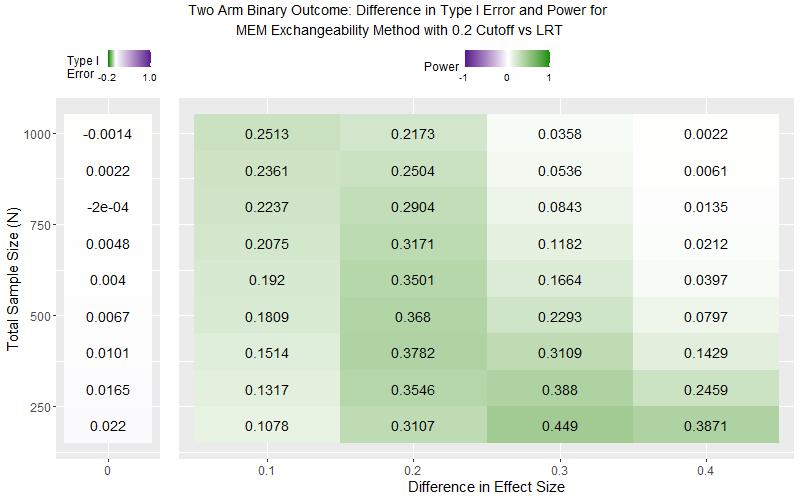 Two Arm Binary Outcome: Difference in Type I Error and Power for
MEM Exchangeability Method with 0.2 Cutoff vs LRT
Type I
Error -0.2 1.0
Power -1 0 1
Total Sample Size (N)
1000 -0.0014 0.2513 0.2173 0.0358 0.0022
0.0022 0.2361 0.2504 0.0536 0.0061
-2e-04 0.2237 0.2904 0.0843 0.0135
750
0.0048 0.2075 0.3171 0.1182 0.0212
0.004 0.192 0.3501 0.1664 0.0397
500 0.0067 0.1809 0.368 0.2293 0.0797
0.0101 0.1514 0.3782 0.3109 0.1429
0.0165 0.1317 0.3546 0.388 0.2459
250
0.022 0.1078 0.3107 0.449 0.3871
0 0.1 0.2 0.3 0.4
Difference in Effect Size